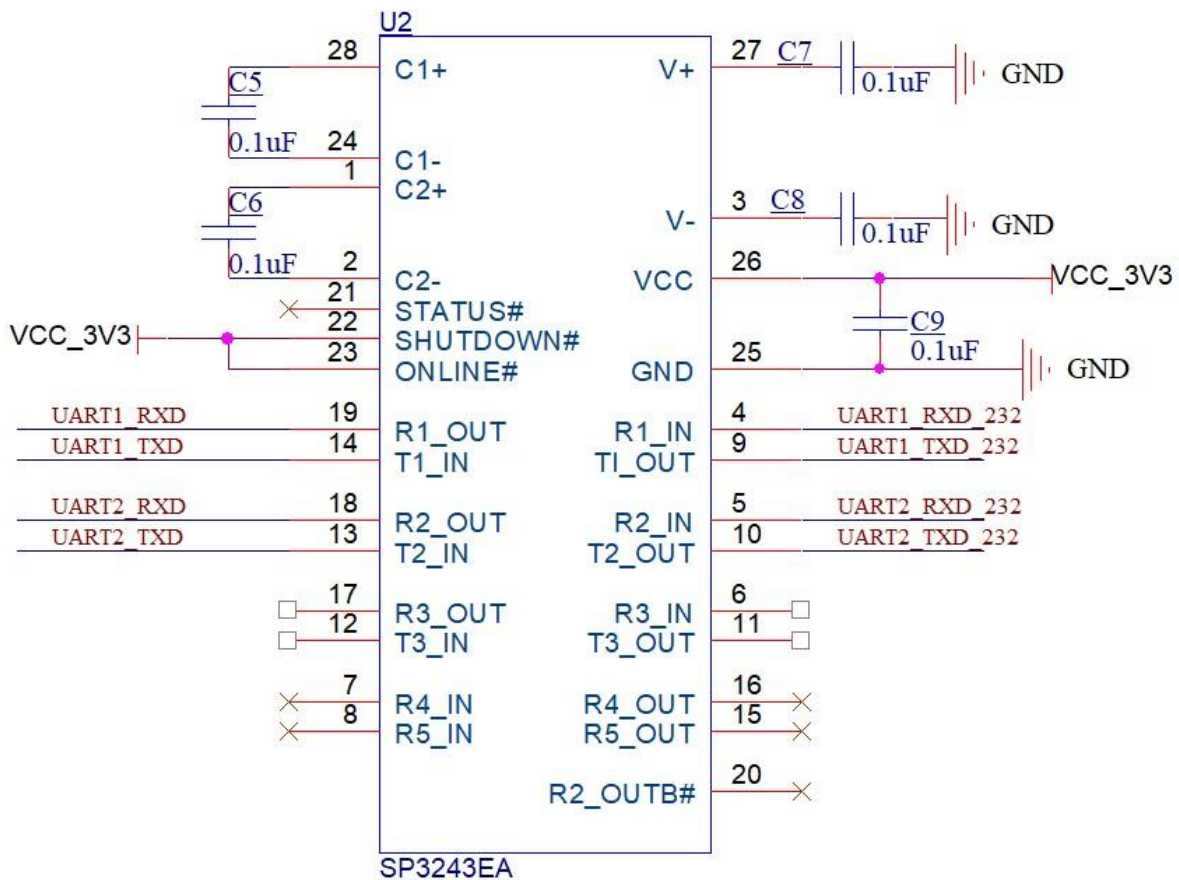 U2
28
C1+
C5
0.1uF
24
C1-
1
C2+
C6
0.1uF
2
C2-
21
STATUS#
VCC_3V3
22
SHUTDOWN#
23
ONLINE#
UART1_RXD
19
R1_OUT
UART1_TXD
14
T1_IN
UART2_RXD
18
R2_OUT
UART2_TXD
13
T2_IN
17
R3_OUT
12
T3_IN
7
R4_IN
8
R5_IN
V+
27
C7
0.1uF
GND
V-
3
C8
0.1uF
GND
VCC
26
VCC_3V3
C9
0.1uF
GND
25
GND
R1_IN
4
UART1_RXD_232
TI_OUT
9
UART1_TXD_232
R2_IN
5
UART2_RXD_232
T2_OUT
10
UART2_TXD_232
R3_IN
6
T3_OUT
11
R4_OUT
16
R5_OUT
15
R2_OUTB#
20
SP3243EA